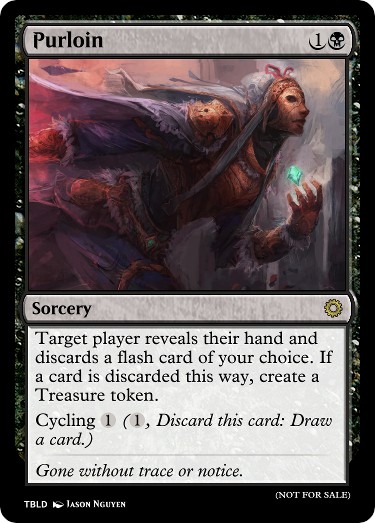 Purloin 1
Sorcery
Target player reveals their hand and
discards a flash card of your choice. If
a card is discarded this way, create a
Treasure token.
Cycling 1 (1, Discard this card: Draw
a card.)
Gone without trace or notice.
TBLD Jason Nguyen
(NOT FOR SALE)